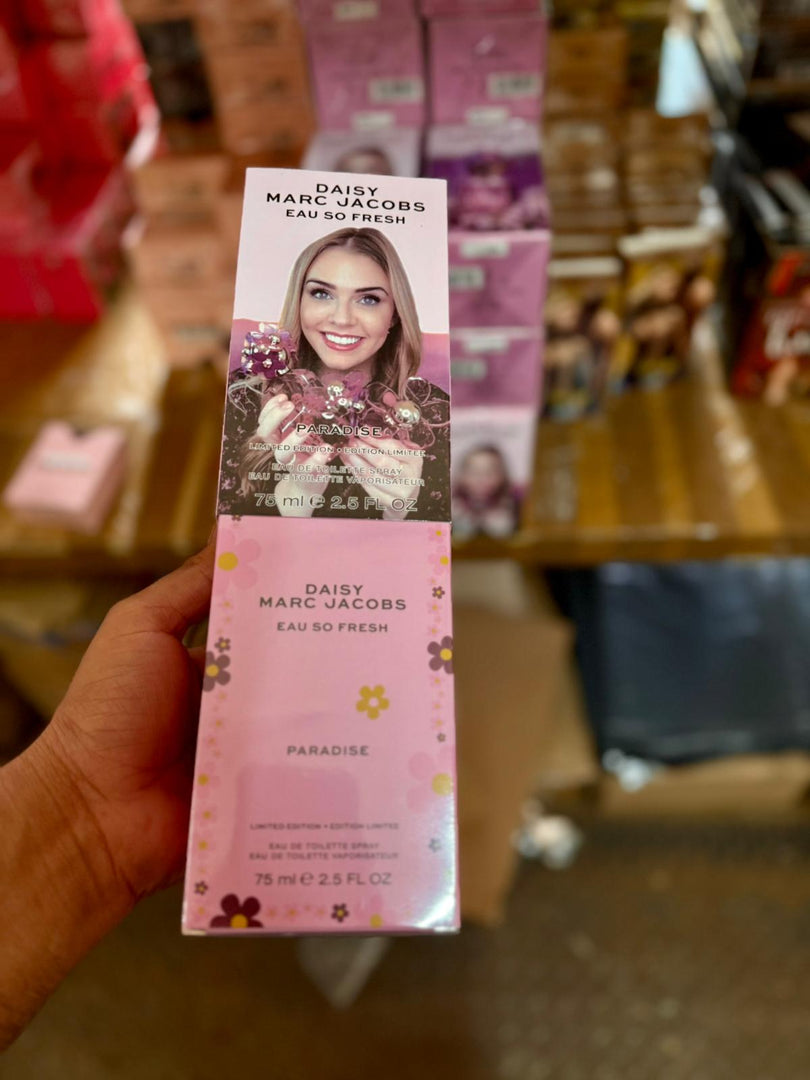 DAISY
MARC JACOBS
EAU SO FRESH
PARADISE
LIMITED EDITION • EDITION LIMITEE
EAU DE TOILETTE SPRAY
EAU DE TOILETTE VAPORISATEUR
75 ml e 2.5 FL OZ
DAISY
MARC JACOBS
EAU SO FRESH
PARADISE
LIMITED EDITION • EDITION LIMITEE
EAU DE TOILETTE SPRAY
EAU DE TOILETTE VAPORISATEUR
75 ml e 2.5 FL OZ